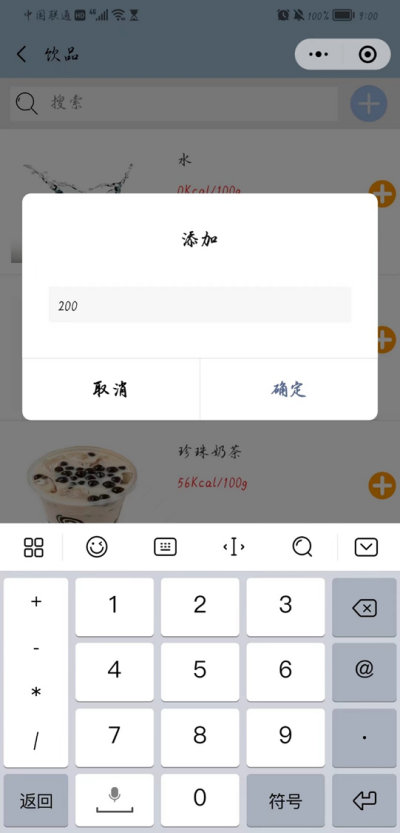 中国联通 HD 4G 100% 9:00
饮品
搜索
水
0Kcal/100g
添加
200
取消 确定
珍珠奶茶
56Kcal/100g
+ 1 2 3
- 4 5 6 @
*
/ 7 8 9 .
返回 0 符号